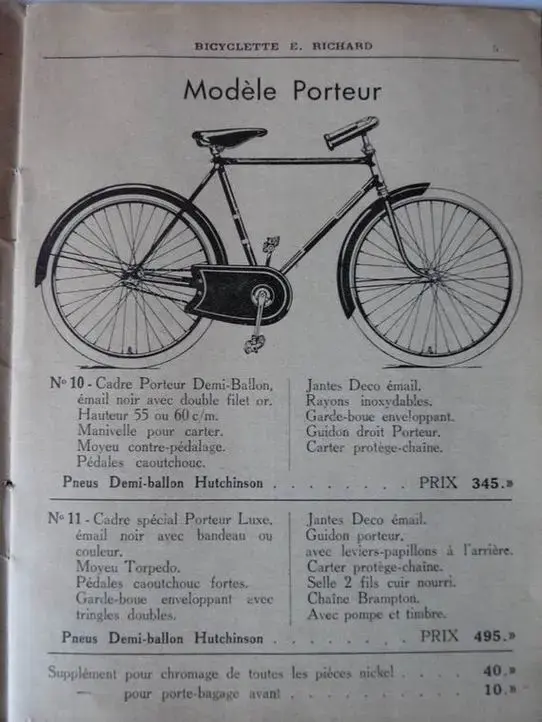 BICYCLETTE E. RICHARD 5
Modèle Porteur
Nº 10 - Cadre Porteur Demi-Ballon,
émail noir avec double filet or.
Hauteur 55 ou 60 c/m.
Manivelle pour carter.
Moyeu contre-pédalage.
Pédales caoutchouc.
Jantes Deco émail.
Rayons inoxydables.
Garde-boue enveloppant.
Guidon droit Porteur.
Carter protège-chaîne.
Pneus Demi-ballon Hutchinson . . . . . . . . PRIX 345.»
Nº 11 - Cadre spécial Porteur Luxe,
émail noir avec bandeau ou
couleur.
Moyeu Torpedo.
Pédales caoutchouc fortes.
Garde-boue enveloppant avec
tringles doubles.
Jantes Deco émail.
Guidon porteur,
avec leviers-papillons à l'arrière.
Carter protège-chaîne.
Selle 2 fils cuir nourri.
Chaîne Brampton.
Avec pompe et timbre.
Pneus Demi-ballon Hutchinson . . . . . . . . PRIX 495.»
Supplément pour chromage de toutes les pièces nickel . . . . 40.»
— pour porte-bagage avant . . . . . . . . 10.»